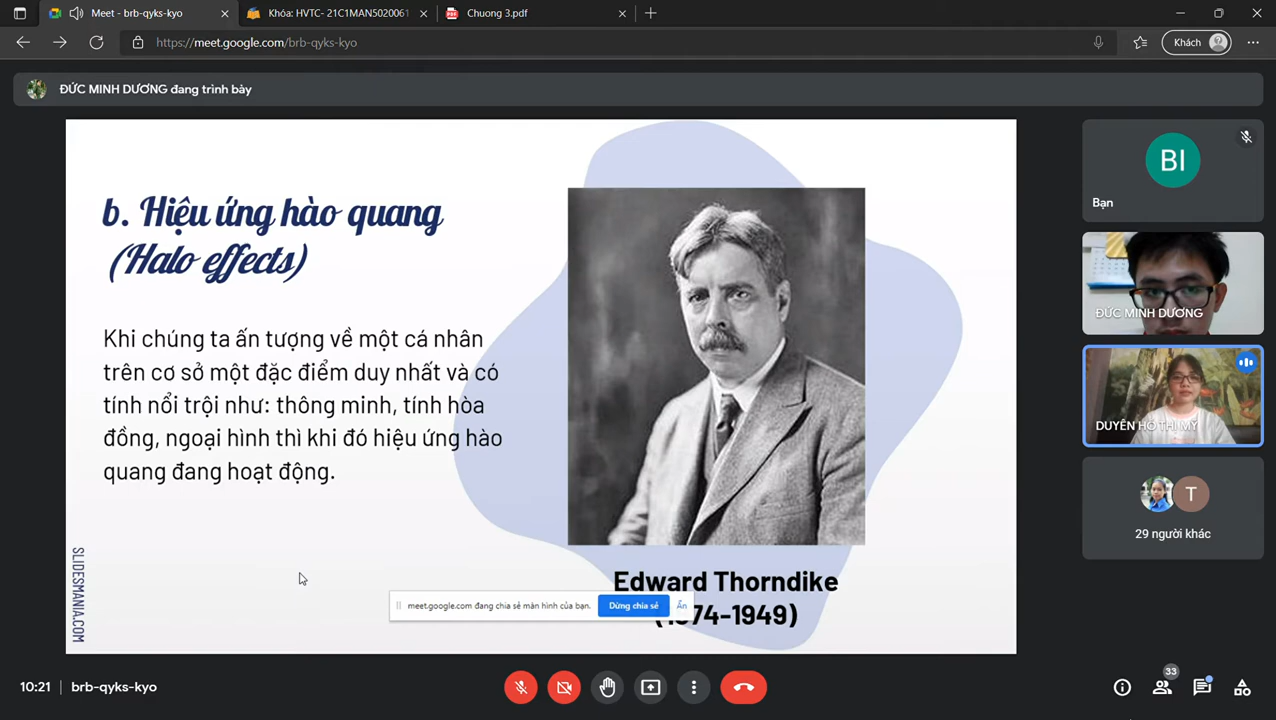 Meet - brb-qyks-kyo
Khóa: HVTC- 21C1MAN5020061
Chuong 3.pdf
https://meet.google.com/brb-qyks-kyo
Khách
ĐỨC MINH DƯƠNG đang trình bày
b. Hiệu ứng hào quang
(Halo effects)
Khi chúng ta ấn tượng về một cá nhân
trên cơ sở một đặc điểm duy nhất và có
tính nổi trội như: thông minh, tính hòa
đồng, ngoại hình thì khi đó hiệu ứng hào
quang đang hoạt động.
SLIDESMANIA.COM
Edward Thorndike
meet.google.com đang chia sẻ màn hình của bạn.
Dừng chia sẻ
Ẩn
74-1949)
BI
Bạn
ĐỨC MINH DƯƠNG
DUYÊN HỒ THỊ MỸ
T
29 người khác
10:21
brb-qyks-kyo
33